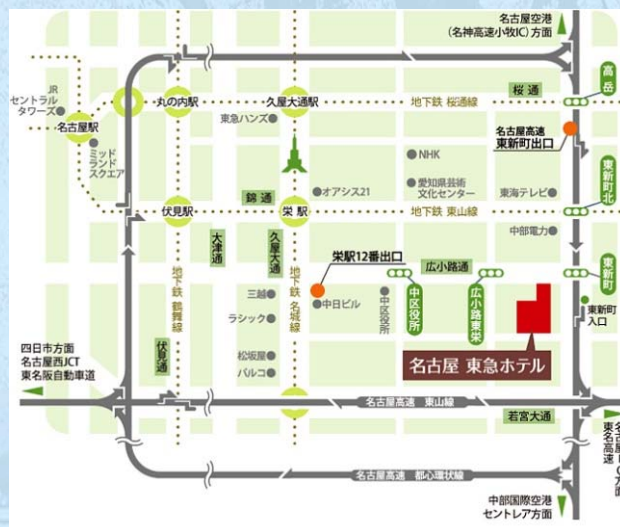 名古屋空港
(名神高速小牧IC) 方面
高岳
桜通
JR
セントラル
タワーズ
名古屋駅
丸の内駅
久屋大通駅
地下鉄 桜通線
東急ハンズ
名古屋高速
東新町出口
ミッド
ランド
スクエア
NHK
愛知県芸術
文化センター
オアシス21
東海テレビ
東新町北
錦通
伏見駅
栄駅
地下鉄 東山線
中部電力
大津通
久屋大通
栄駅12番出口
広小路通
東新町
地下鉄 鶴舞線
地下鉄 名城線
三越
中日ビル
ラシック
中区役所
中区役所
広小路東栄
東新町
入口
伏見通
松坂屋
パルコ
名古屋 東急ホテル
四日市方面
名古屋西JCT
東名阪自動車道
名古屋高速 東山線
若宮大通
東名高速
方面
名古屋高速 都心環状線
中部国際空港
セントレア方面